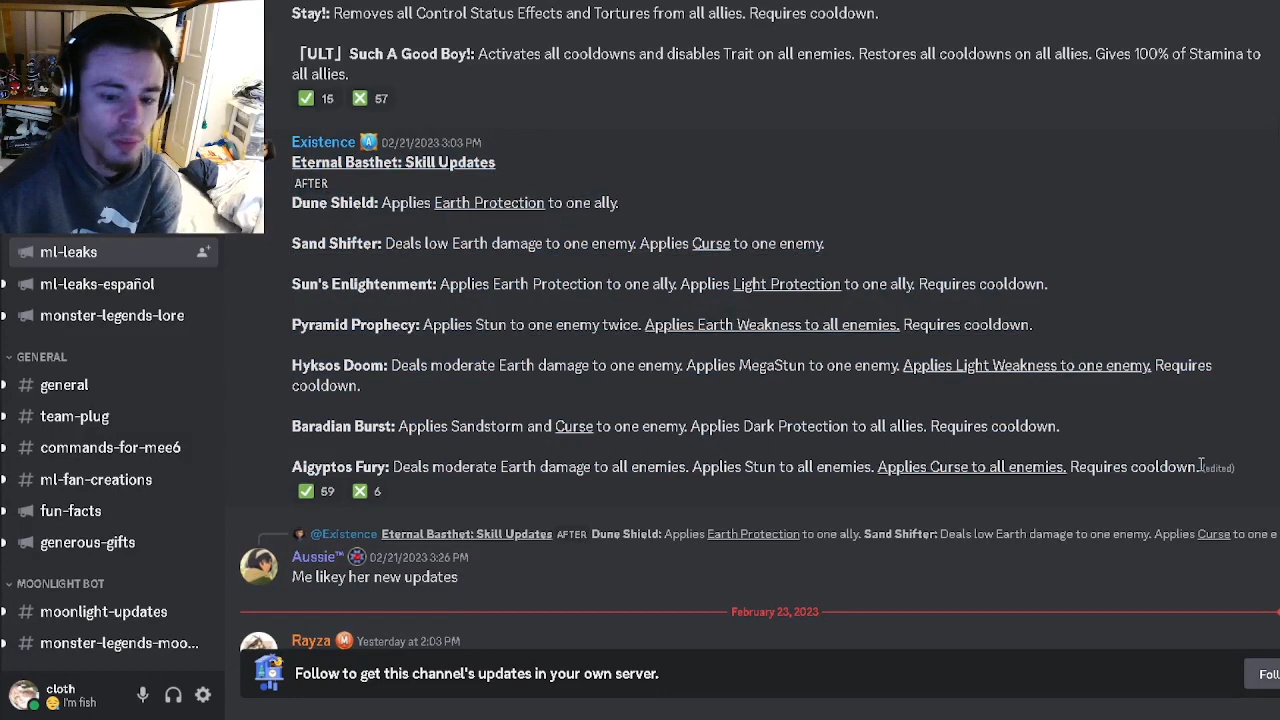 Stay!: Removes all Control Status Effects and Tortures from all allies. Requires cooldown.
「ULT」 Such A Good Boy!: Activates all cooldowns and disables Trait on all enemies. Restores all cooldowns on all allies. Gives 100% of Stamina to
all allies.
15 57
Existence 02/21/2023 3:03 PM
Eternal Basthet: Skill Updates
AFTER
Dune Shield: Applies Earth Protection to one ally.
Sand Shifter: Deals low Earth damage to one enemy. Applies Curse to one enemy.
Sun's Enlightenment: Applies Earth Protection to one ally. Applies Light Protection to one ally. Requires cooldown.
Pyramid Prophecy: Applies Stun to one enemy twice. Applies Earth Weakness to all enemies. Requires cooldown.
Hyksos Doom: Deals moderate Earth damage to one enemy. Applies MegaStun to one enemy. Applies Light Weakness to one enemy. Requires
cooldown.
Baradian Burst: Applies Sandstorm and Curse to one enemy. Applies Dark Protection to all allies. Requires cooldown.
Aigyptos Fury: Deals moderate Earth damage to all enemies. Applies Stun to all enemies. Applies Curse to all enemies. Requires cooldown. (edited)
59 6
@Existence Eternal Basthet: Skill Updates AFTER Dune Shield: Applies Earth Protection to one ally. Sand Shifter: Deals low Earth damage to one enemy. Applies Curse to one e
Aussie™ 02/21/2023 3:26 PM
Me likey her new updates
February 23, 2023
Rayza M Yesterday at 2:03 PM
Follow to get this channel's updates in your own server.
Foll
ml-leaks
ml-leaks-español
monster-legends-lore
GENERAL
general
team-plug
commands-for-mee6
ml-fan-creations
fun-facts
generous-gifts
MOONLIGHT BOT
moonlight-updates
monster-legends-moo...
cloth
I'm fish